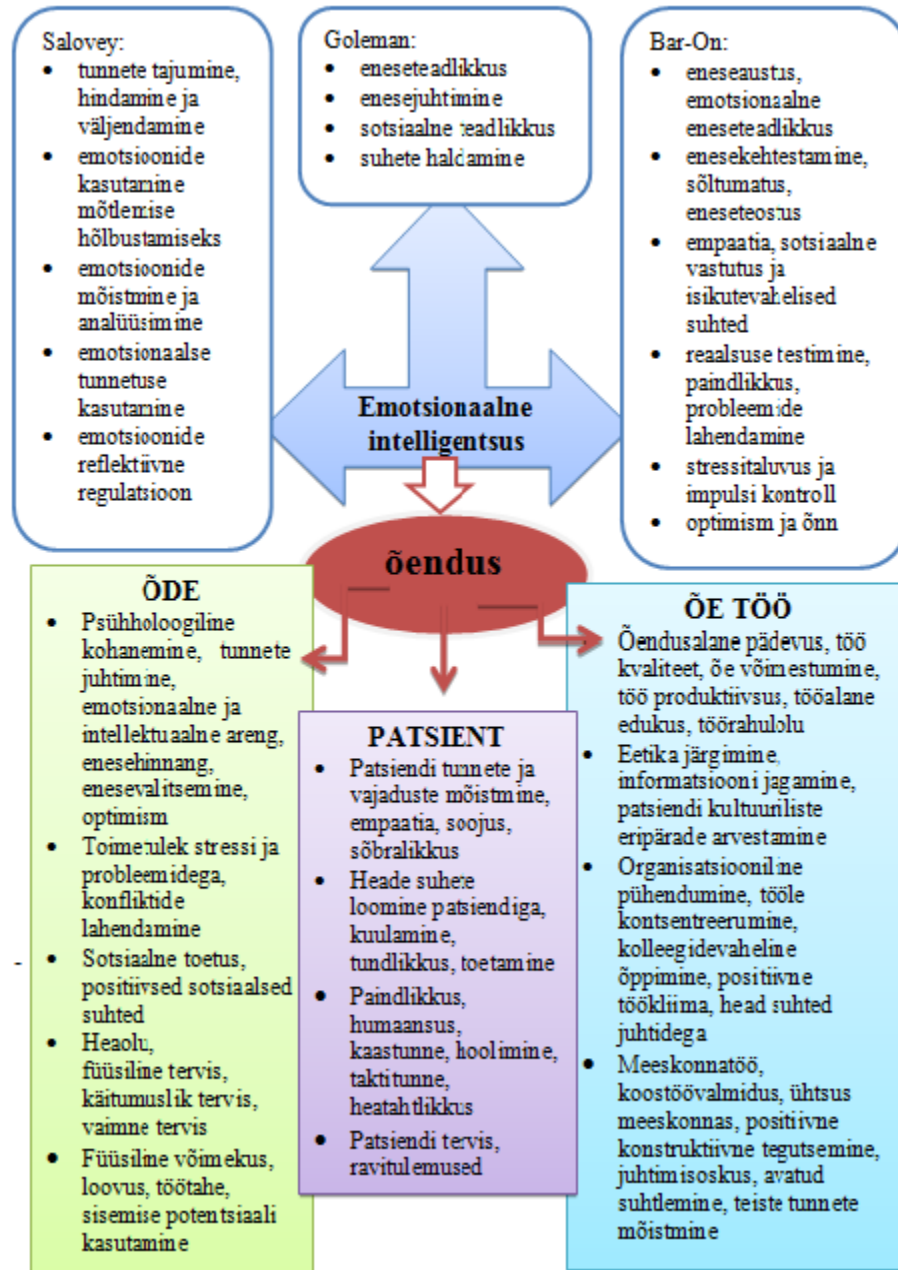 Salovey:
• tunnete tajumine,
hindamine ja
väljendamine
• emotsioonide
kasutamine
mõtlemise
hõlbustamiseks
• emotsioonide
mõistmine ja
analüüsimine
• emotsionaalse
tunnetuse
kasutamine
• emotsioonide
reflektiivne
regulatsioon
Goleman:
• eneseteadlikkus
• enesejuhtimine
• sotsiaalne teadlikkus
• suhete haldamine
Bar-On:
• eneseaustus,
emotsionaalne
eneseteadlikkus
• enesekehtestamine,
sõltumatus,
eneseteostus
• empaatia, sotsiaalne
vastutus ja
isikutevahelised
suhted
• reaalsuse testimine,
paindlikkus,
probleemide
lahendamine
• stressitaluvus ja
impulsi kontroll
• optimism ja õnn
Emotsionaalne
intelligentsus
õendus
ÕDE
• Psühholoogiline
kohanemine, tunnete
juhtimine,
emotsionaalne ja
intellektuaalne areng,
enesehinnang,
enesevalitsemine,
optimism
• Toimetulek stressi ja
probleemidega,
konfliktide
lahendamine
• Sotsiaalne toetus,
positiivsed sotsiaalsed
suhted
• Heaolu,
füüsiline tervis,
käitumuslik tervis,
vaimne tervis
• Füüsiline võimekus,
loovus, töötahe,
sisemise potentsiaali
kasutamine
-
PATSIENT
• Patsiendi tunnete ja
vajaduste mõistmine,
empaatia, soojus,
sõbralikkus
• Heade suhete
loomine patsiendiga,
kuulamine,
tundlikkus, toetamine
• Paindlikkus,
humaansus,
kaastunne, hoolimine,
taktitunne,
heatahtlikkus
• Patsiendi tervis,
ravitulemused
ÕE TÖÖ
• Õendusalane pädevus, töö
kvaliteet, õe võimestumine,
töö produktiivsus, tööalane
edukus, töörahulolu
• Eetika järgimine,
informatsiooni jagamine,
patsiendi kultuuriliste
eripärade arvestamine
• Organisatsiooniline
pühendumine, tööle
kontsentreerumine,
kolleegidevaheline
õppimine, positiivne
töökliima, head suhted
juhtidega
• Meeskonnatöö,
koostöövalmidus, ühtsus
meeskonnas, positiivne
konstruktiivne tegutsemine,
juhtimisoskus, avatud
suhtlemine, teiste tunnete
mõistmine